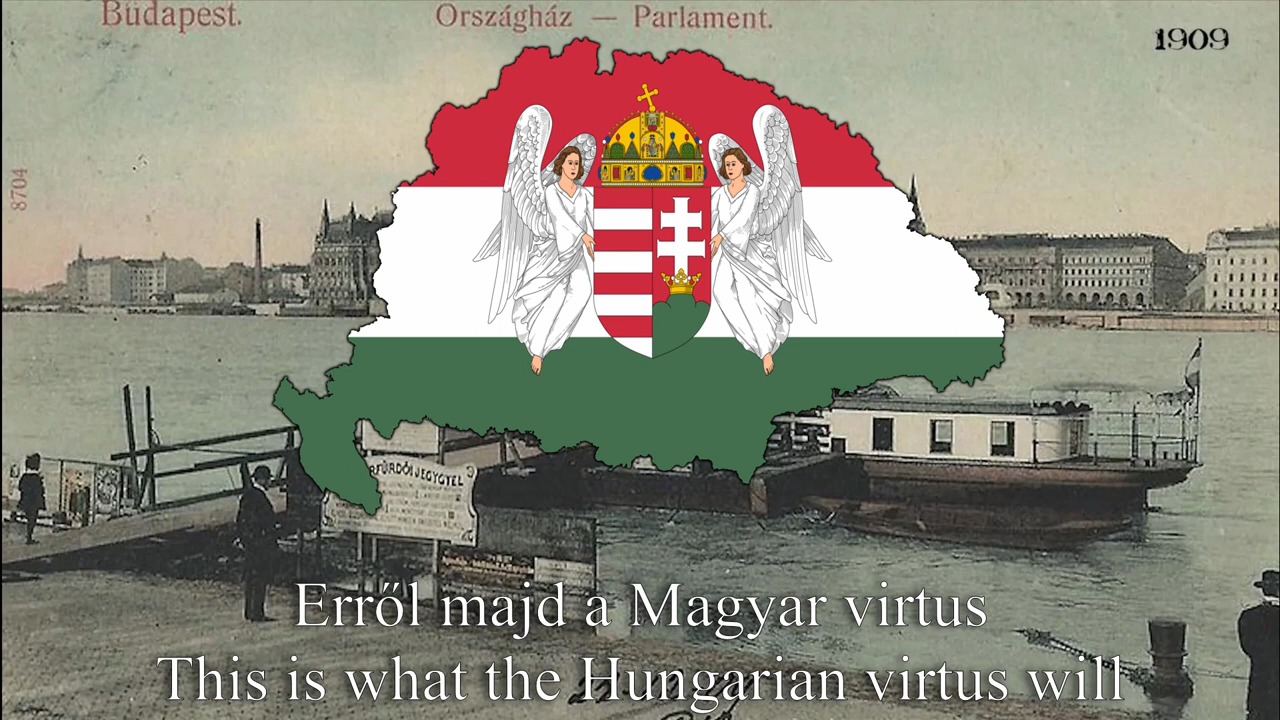 Budapest.
Országház — Parlament.
1909
8704
Erről majd a Magyar virtus
This is what the Hungarian virtus will